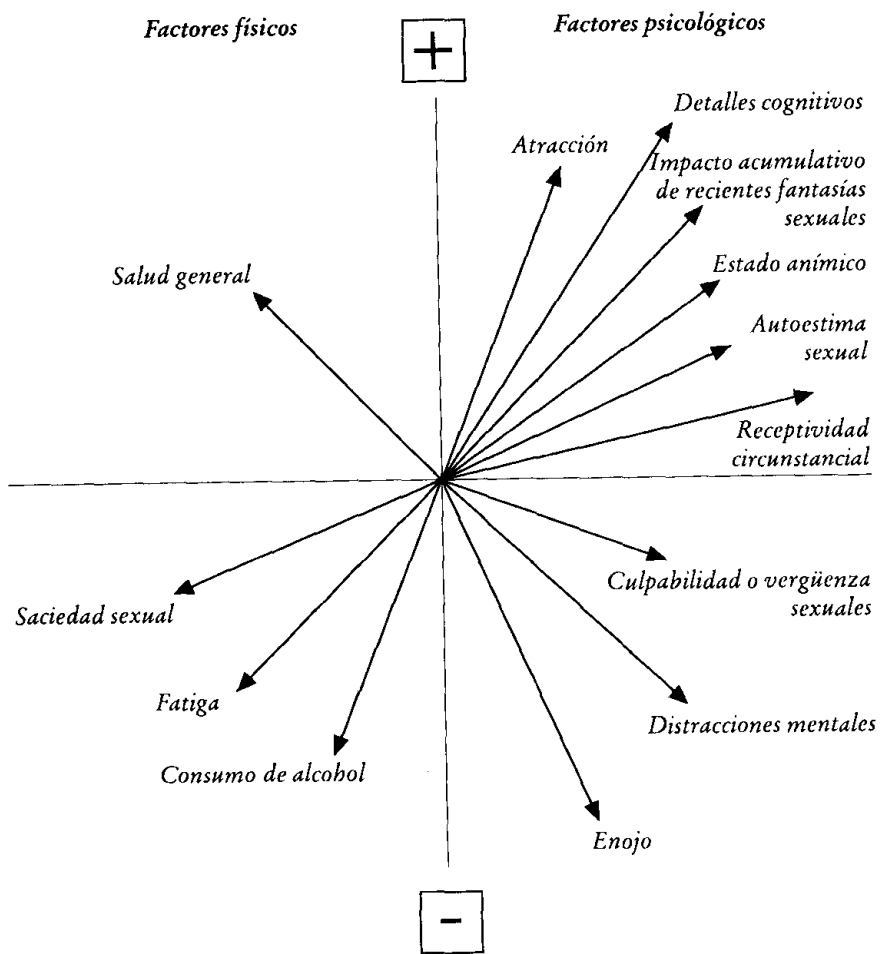 Factores físicos
Factores psicológicos
+
Detalles cognitivos
Atracción
Impacto acumulativo
de recientes fantasías
sexuales
Salud general
Estado anímico
Autoestima
sexual
Receptividad
circunstancial
Culpabilidad o vergüenza
sexuales
Saciedad sexual
Fatiga
Distracciones mentales
Consumo de alcohol
Enojo
-